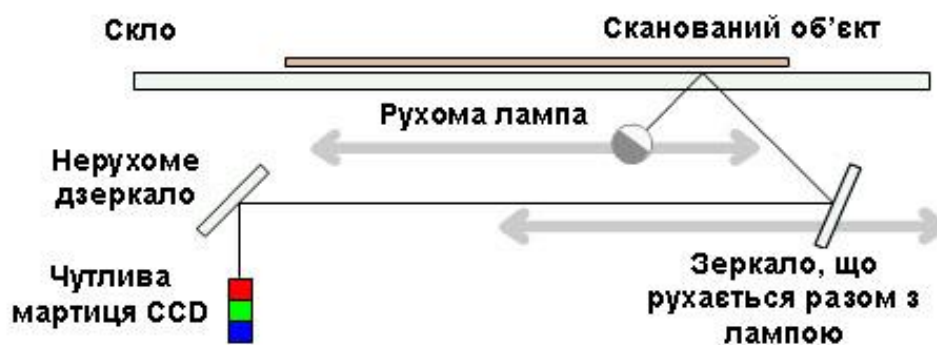 Скло
Сканований об'єкт
Рухома лампа
Нерухоме
дзеркало
Чутлива
мартиця CCD
Зеркало, що
рухається разом з
лампою